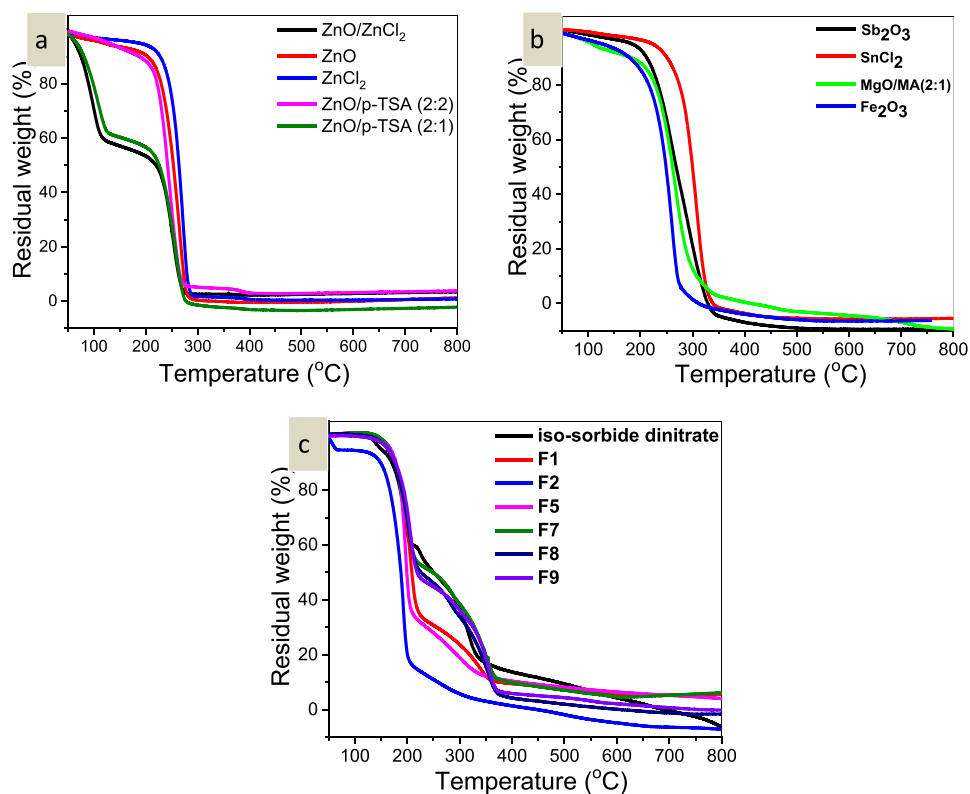 a
ZnO/ZnCl₂
ZnO
ZnCl₂
ZnO/p-TSA (2:2)
ZnO/p-TSA (2:1)
Residual weight (%)
80
60
40
20
0
100 200 300 400 500 600 700 800
Temperature (°C)
b
Sb₂O₃
SnCl₂
MgO/MA(2:1)
Fe₂O₃
Residual weight (%)
80
60
40
20
0
100 200 300 400 500 600 700 800
Temperature (°C)
c
iso-sorbide dinitrate
F1
F2
F5
F7
F8
F9
Residual weight (%)
80
60
40
20
0
100 200 300 400 500 600 700 800
Temperature (°C)